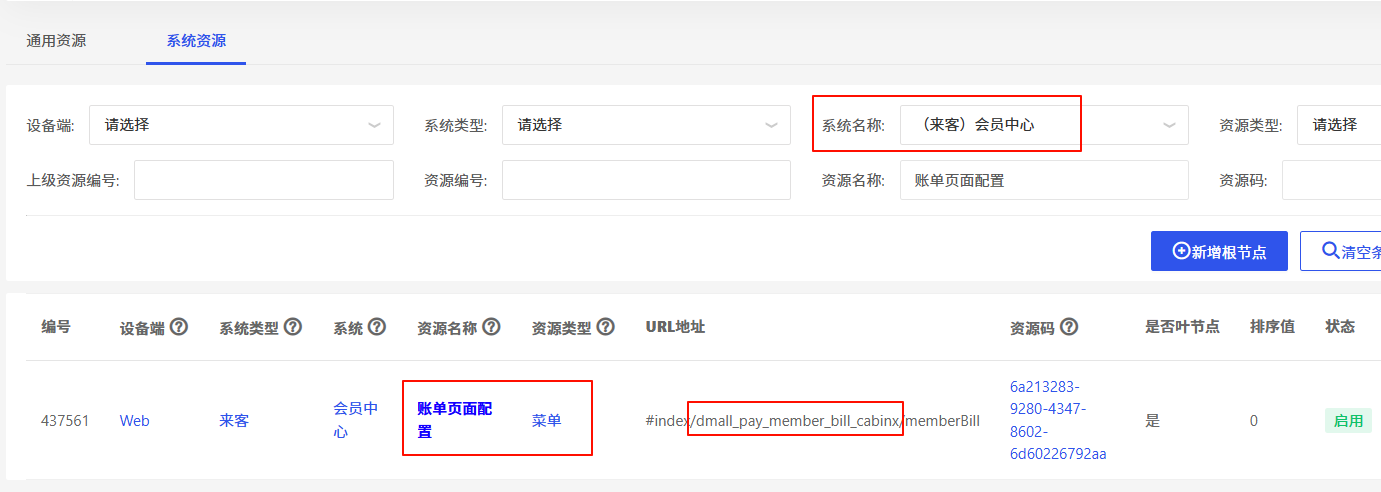 通用资源 系统资源
设备端: 请选择 系统类型: 请选择 系统名称: （来客）会员中心 资源类型: 请选择
上级资源编号: 资源编号: 资源名称: 账单页面配置 资源码:
新增根节点 清空条
编号 设备端 系统类型 系统 资源名称 资源类型 URL地址 资源码 是否叶节点 排序值 状态
437561 Web 来客 会员中心 账单页面配置 菜单 #index/dmall_pay_member_bill_cabinx/memberBill 6a213283-9280-4347-8602-6d60226792aa 是 0 启用